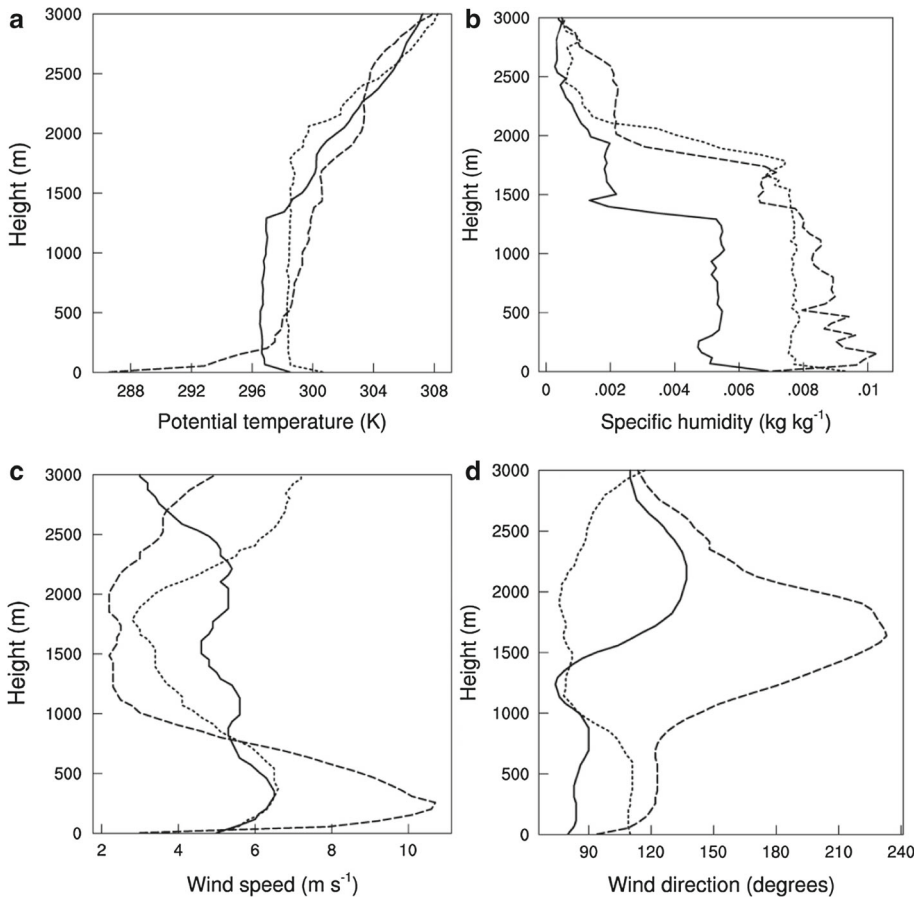 a
3000
2500
2000
1500
1000
500
0
Height (m)
288 292 296 300 304 308
Potential temperature (K)
b
3000
2500
2000
1500
1000
500
0
Height (m)
0 .002 .004 .006 .008 .01
Specific humidity (kg kg-1)
c
3000
2500
2000
1500
1000
500
0
Height (m)
2 4 6 8 10
Wind speed (m s-1)
d
3000
2500
2000
1500
1000
500
0
Height (m)
90 120 150 180 210 240
Wind direction (degrees)